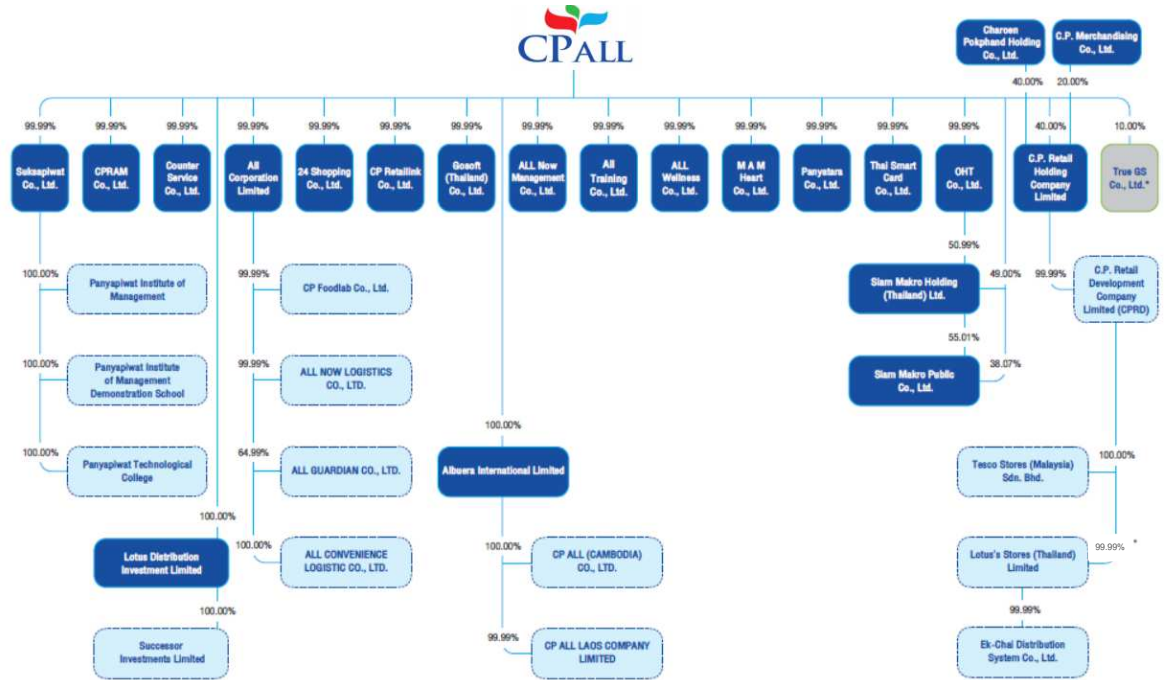 CPALL
Charoen
Pokphand Holding
Co., Ltd.
C.P. Merchandising
Co., Ltd.
40.00%
20.00%
99.99%
99.99%
99.99%
99.99%
99.99%
99.99%
99.99%
99.99%
99.99%
99.99%
99.99%
99.99%
99.99%
99.99%
40.00%
10.00%
Suksapiwat
Co., Ltd.
CPRAM
Co., Ltd.
Counter
Service
Co., Ltd.
All
Corporation
Limited
24 Shopping
Co., Ltd.
CP Retailink
Co., Ltd.
Gosoft
(Thailand)
Co., Ltd.
ALL Now
Management
Co., Ltd.
All
Training
Co., Ltd.
ALL
Wellness
Co., Ltd.
M A M
Heart
Co., Ltd.
Panyatara
Co., Ltd.
Thai Smart
Card
Co., Ltd.
OHT
Co., Ltd.
C.P. Retail
Holding
Company
Limited
True GS
Co., Ltd.*
100.00%
Panyapiwat Institute of
Management
100.00%
Panyapiwat Institute
of Management
Demonstration School
100.00%
Panyapiwat Technological
College
100.00%
Lotus Distribution
Investment Limited
100.00%
Successor
Investments Limited
99.99%
CP Foodlab Co., Ltd.
99.99%
ALL NOW LOGISTICS
CO., LTD.
64.99%
ALL GUARDIAN CO., LTD.
100.00%
ALL CONVENIENCE
LOGISTIC CO., LTD.
100.00%
Albuera International Limited
100.00%
CP ALL (CAMBODIA)
CO., LTD.
99.99%
CP ALL LAOS COMPANY
LIMITED
50.99%
Siam Makro Holding
(Thailand) Ltd.
49.00%
55.01%
Siam Makro Public
Co., Ltd.
38.07%
99.99%
C.P. Retail
Development
Company
Limited (CPRD)
100.00%
Tesco Stores (Malaysia)
Sdn. Bhd.
99.99% *
Lotus's Stores (Thailand)
Limited
99.99%
Ek-Chai Distribution
System Co., Ltd.